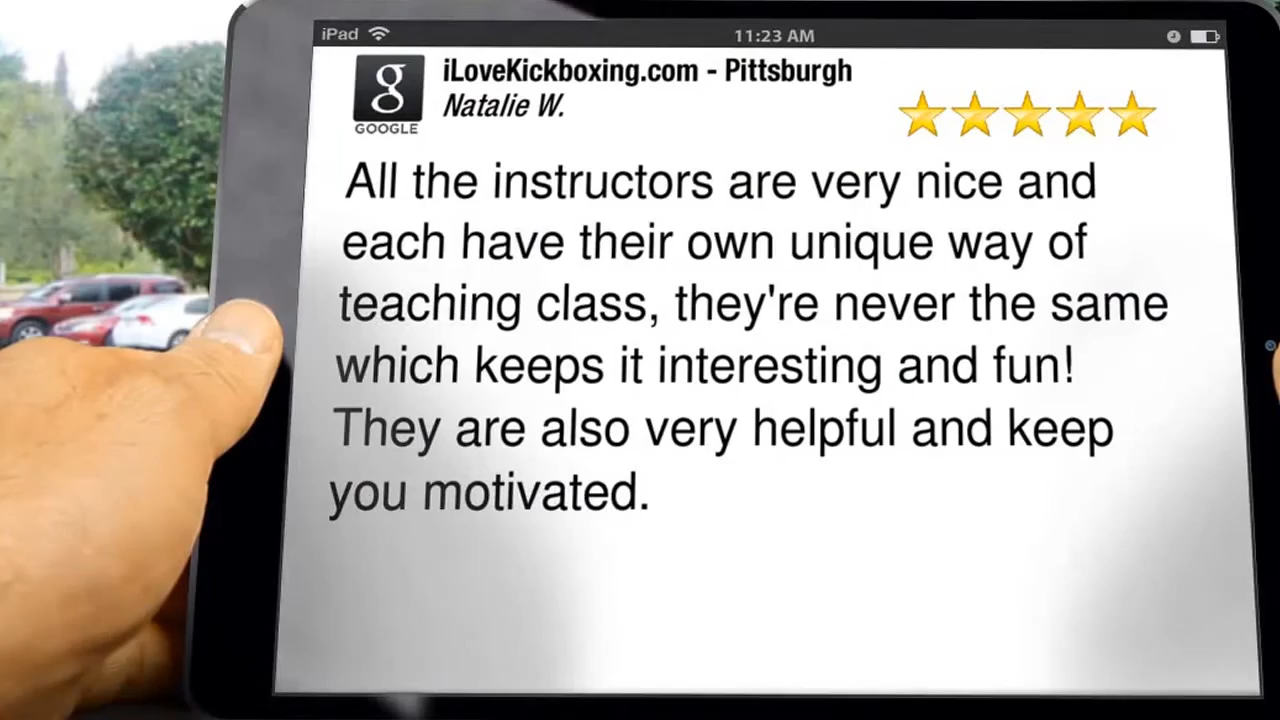 iPad
11:23 AM
g
GOOGLE
iLoveKickboxing.com - Pittsburgh
Natalie W.
All the instructors are very nice and
each have their own unique way of
teaching class, they're never the same
which keeps it interesting and fun!
They are also very helpful and keep
you motivated.